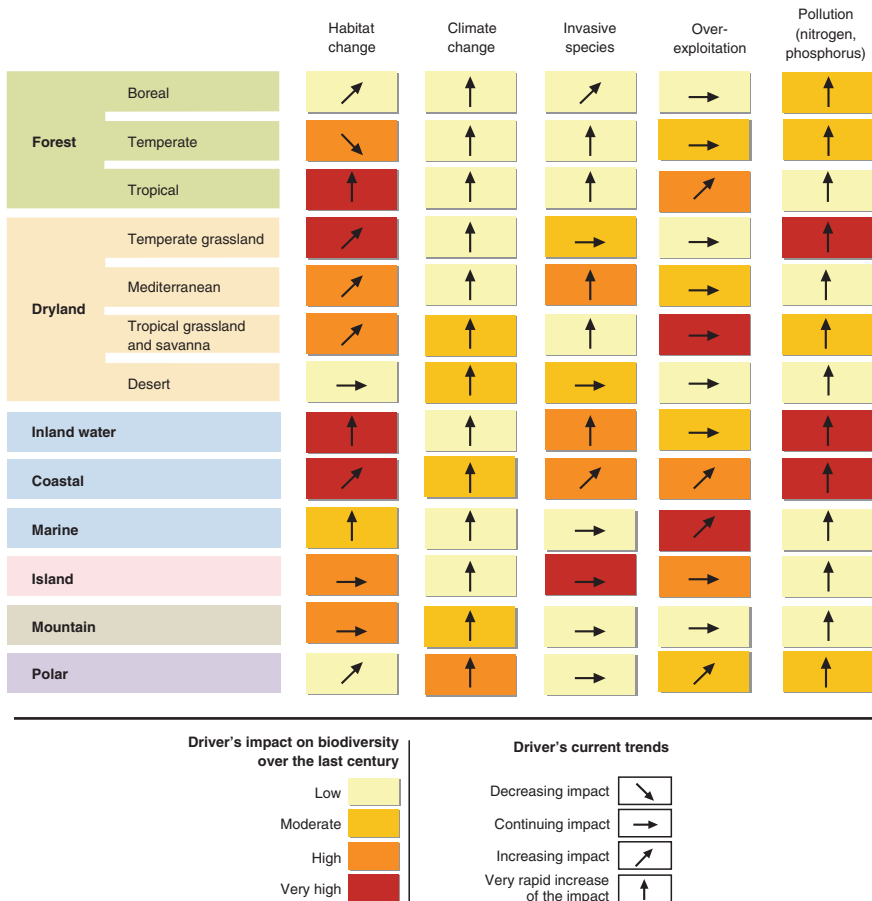 Habitat
change
Climate
change
Invasive
species
Over-
exploitation
Pollution
(nitrogen,
phosphorus)
Forest
Boreal
Temperate
Tropical
Dryland
Temperate grassland
Mediterranean
Tropical grassland
and savanna
Desert
Inland water
Coastal
Marine
Island
Mountain
Polar
Driver's impact on biodiversity
over the last century
Low
Moderate
High
Very high
Driver's current trends
Decreasing impact
Continuing impact
Increasing impact
Very rapid increase
of the impact